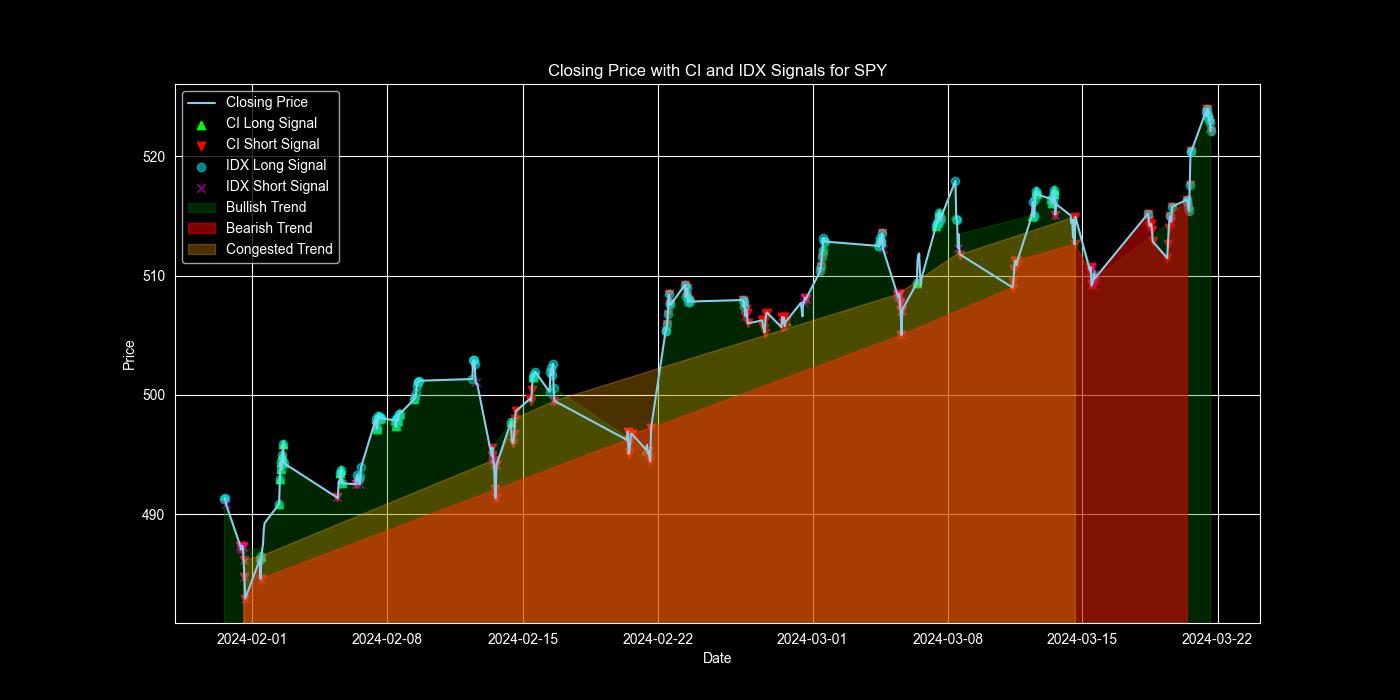 Closing Price with CI and IDX Signals for SPY
Closing Price
CI Long Signal
CI Short Signal
IDX Long Signal
IDX Short Signal
Bullish Trend
Bearish Trend
Congested Trend
520
510
500
490
Price
2024-02-01 2024-02-08 2024-02-15 2024-02-22 2024-03-01 2024-03-08 2024-03-15 2024-03-22
Date